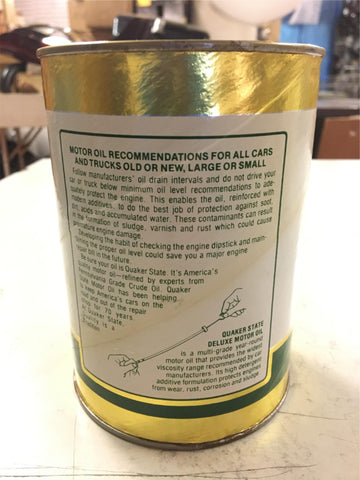 MOTOR OIL RECOMMENDATIONS FOR ALL CARS
AND TRUCKS OLD OR NEW, LARGE OR SMALL
Follow manufacturers' oil drain intervals and do not drive your
car or truck below minimum oil level recommendations to ade-
quately protect the engine. This enables the oil, reinforced with
modern additives, to do the best job of protection against soot,
dirt, acids and accumulated water. These contaminants can result
in the formation of sludge, varnish and rust which could cause
premature engine damage.
Developing the habit of checking the engine dipstick and main-
taining the proper oil level could save you a major engine
repair bill in the future.
Be sure your oil is Quaker State. It's America's
quality motor oil—refined by experts from
Pennsylvania Grade Crude Oil. Quaker
State Motor Oil has been helping
keep America's cars on the
road and out of the repair
shop for 70 years.
Quaker State.
quality is a
QUAKER STATE
DELUXE MOTOR OIL
is a multi-grade year-round
motor oil that provides the widest
viscosity range recommended by car
manufacturers. Its high detergent
additive formulation protects engines
from wear, rust, corrosion and sludge.